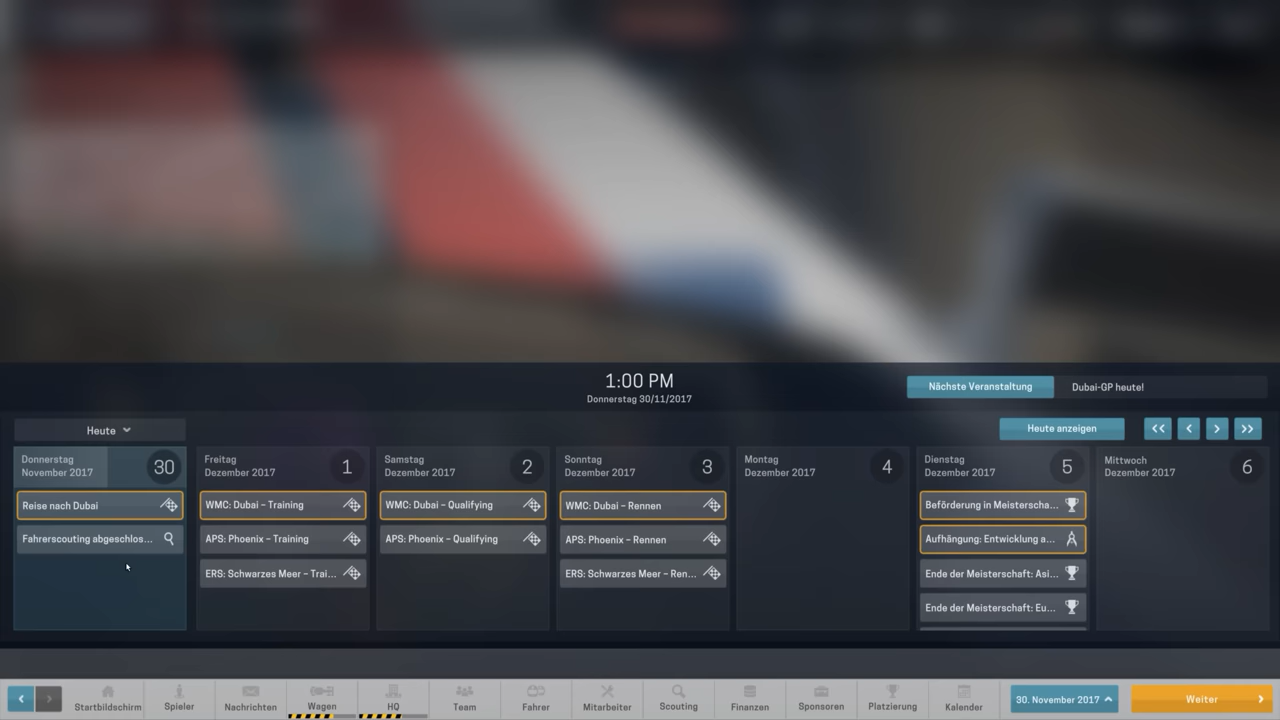 1:00 PM
Donnerstag 30/11/2017
Nächste Veranstaltung
Dubai-GP heute!
Heute
Heute anzeigen
Donnerstag
November 2017
30
Reise nach Dubai
Fahrerscouting abgeschlos...
Freitag
Dezember 2017
1
WMC: Dubai – Training
APS: Phoenix – Training
ERS: Schwarzes Meer – Trai...
Samstag
Dezember 2017
2
WMC: Dubai – Qualifying
APS: Phoenix – Qualifying
Sonntag
Dezember 2017
3
WMC: Dubai – Rennen
APS: Phoenix – Rennen
ERS: Schwarzes Meer – Ren...
Montag
Dezember 2017
4
Dienstag
Dezember 2017
5
Beförderung in Meisterscha...
Aufhängung: Entwicklung a...
Ende der Meisterschaft: Asi...
Ende der Meisterschaft: Eu...
Mittwoch
Dezember 2017
6
Startbildschirm
Spieler
Nachrichten
Wagen
HQ
Team
Fahrer
Mitarbeiter
Scouting
Finanzen
Sponsoren
Platzierung
Kalender
30. November 2017
Weiter